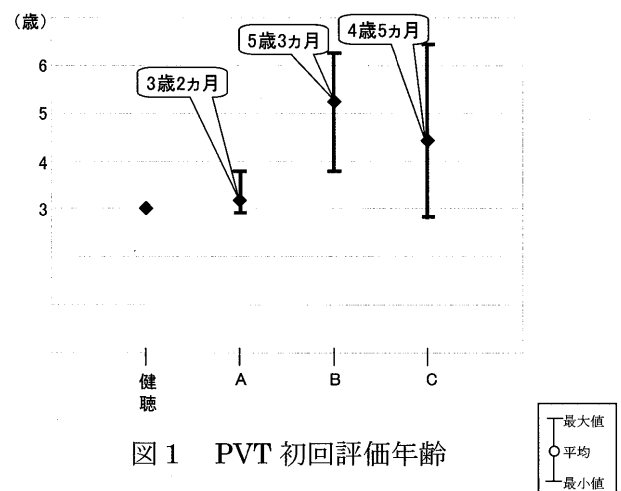 (歳)
6
5
4
3
3歳2ヵ月
5歳3ヵ月
4歳5ヵ月
健聴
A
B
C
図1 PVT 初回評価年齢
最大値
平均
最小値